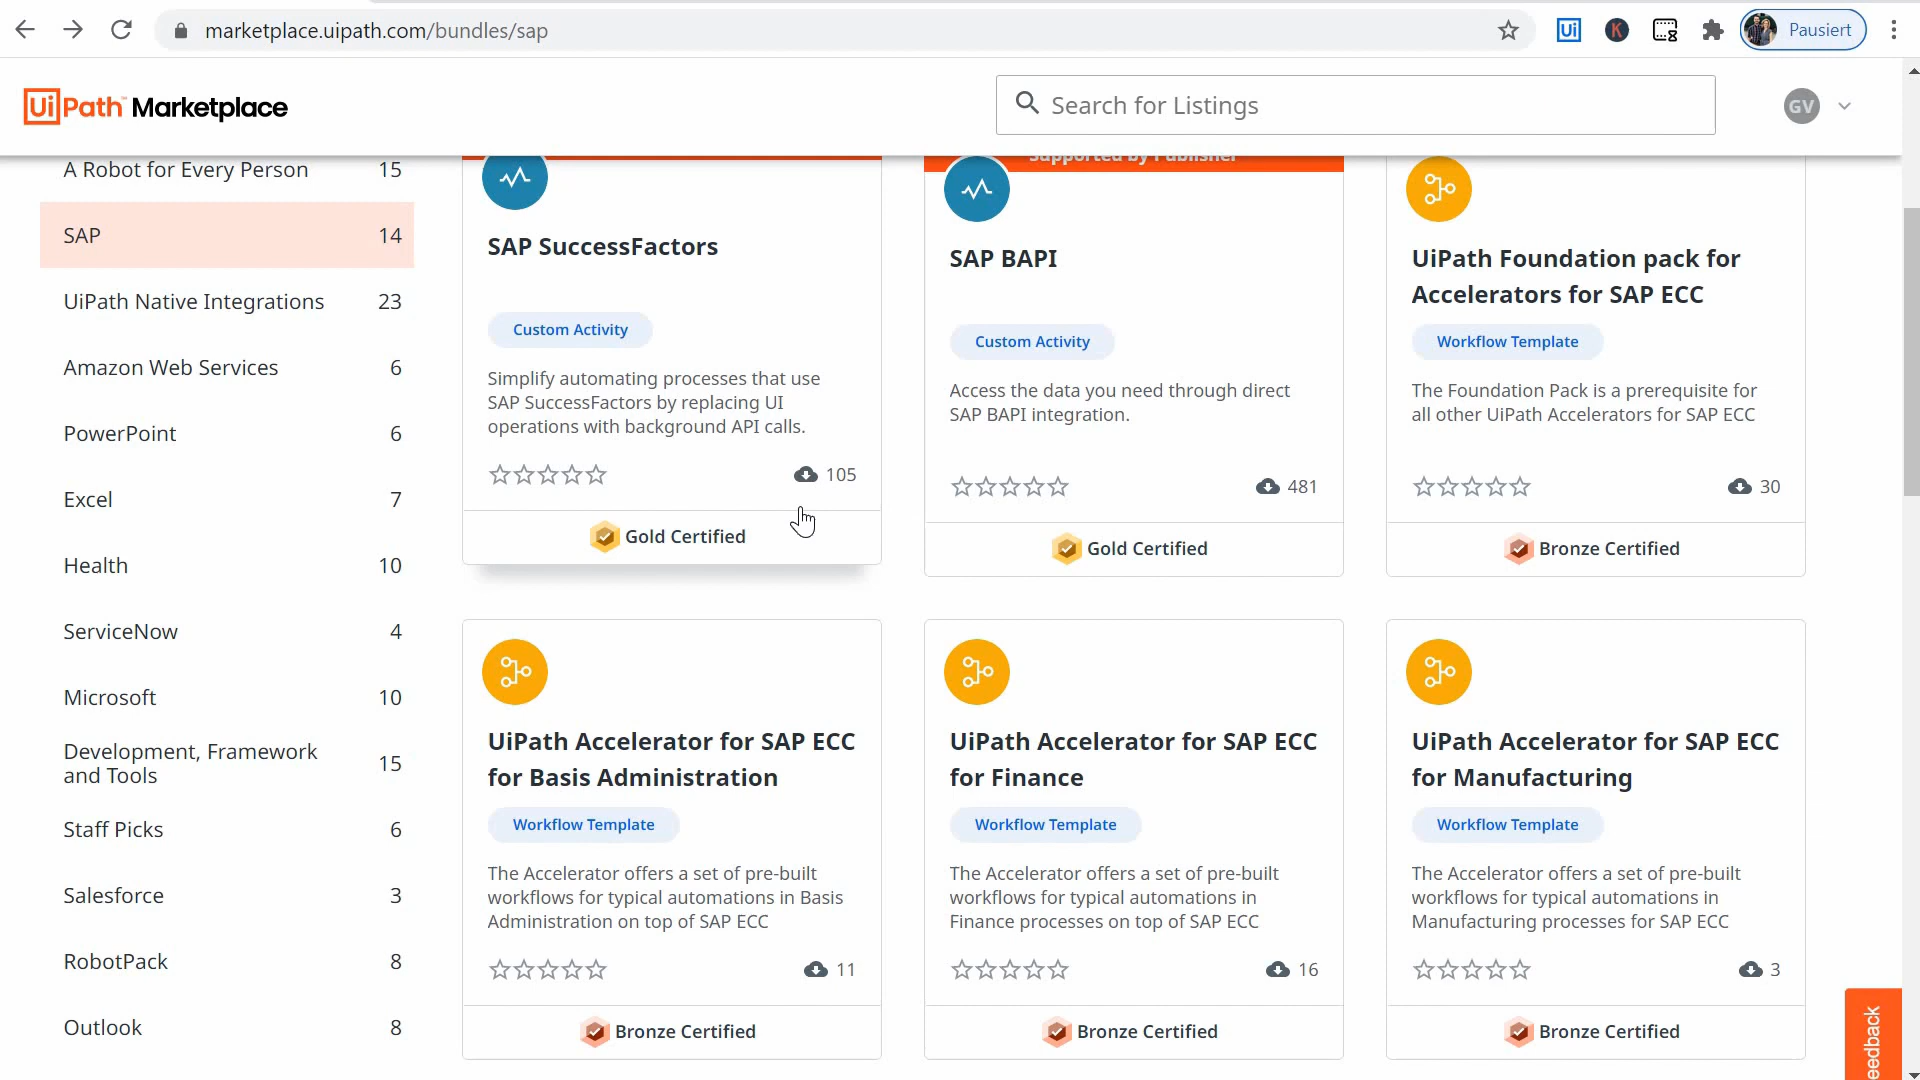 marketplace.uipath.com/bundles/sap
Ui
K
Pausiert
UiPath Marketplace
Search for Listings
GV
A Robot for Every Person 15
SAP 14
UiPath Native Integrations 23
Amazon Web Services 6
PowerPoint 6
Excel 7
Health 10
ServiceNow 4
Microsoft 10
Development, Framework
and Tools 15
Staff Picks 6
Salesforce 3
RobotPack 8
Outlook 8
SAP SuccessFactors
Custom Activity
Simplify automating processes that use
SAP SuccessFactors by replacing UI
operations with background API calls.
105
Gold Certified
Supported by Publisher
SAP BAPI
Custom Activity
Access the data you need through direct
SAP BAPI integration.
481
Gold Certified
UiPath Foundation pack for
Accelerators for SAP ECC
Workflow Template
The Foundation Pack is a prerequisite for
all other UiPath Accelerators for SAP ECC
30
Bronze Certified
UiPath Accelerator for SAP ECC
for Basis Administration
Workflow Template
The Accelerator offers a set of pre-built
workflows for typical automations in Basis
Administration on top of SAP ECC
11
Bronze Certified
UiPath Accelerator for SAP ECC
for Finance
Workflow Template
The Accelerator offers a set of pre-built
workflows for typical automations in
Finance processes on top of SAP ECC
16
Bronze Certified
UiPath Accelerator for SAP ECC
for Manufacturing
Workflow Template
The Accelerator offers a set of pre-built
workflows for typical automations in
Manufacturing processes for SAP ECC
3
Bronze Certified
eedback